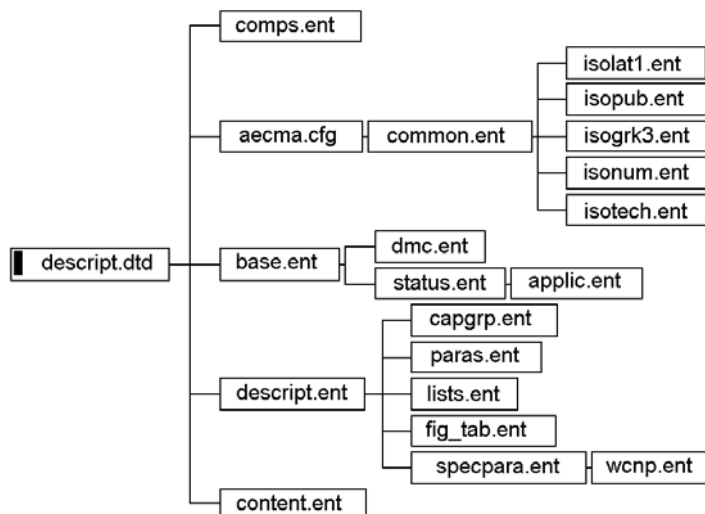 comps.ent
isolat1.ent
isopub.ent
aecma.cfg common.ent isogrk3.ent
isonum.ent
isotech.ent
dmc.ent
descript.dtd base.ent
status.ent applic.ent
capgrp.ent
paras.ent
descript.ent lists.ent
fig_tab.ent
specpara.ent wcnp.ent
content.ent